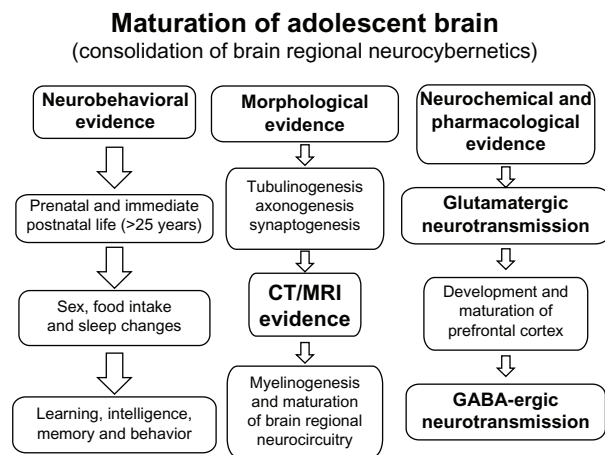 Maturation of adolescent brain
(consolidation of brain regional neurocybernetics)
Neurobehavioral
evidence
Prenatal and immediate
postnatal life (>25 years)
Sex, food intake
and sleep changes
Learning, intelligence,
memory and behavior
Morphological
evidence
Tubulinogenesis
axonogenesis
synaptogenesis
CT/MRI
evidence
Myelinogenesis
and maturation
of brain regional
neurocircuitry
Neurochemical and
pharmacological
evidence
Glutamatergic
neurotransmission
Development and
maturation of
prefrontal cortex
GABA-ergic
neurotransmission